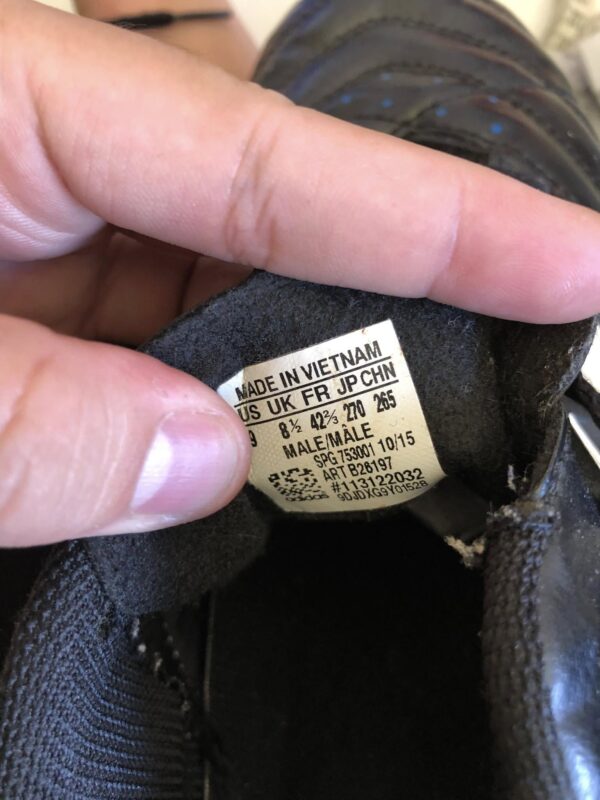 MADE IN VIETNAM
US UK FR JP CHN
9 8½ 42⅔ 270 265
MALE/MÂLE
SPG 753001 10/15
ART B26197
#113122032
adidas 9DJDXG9Y01528